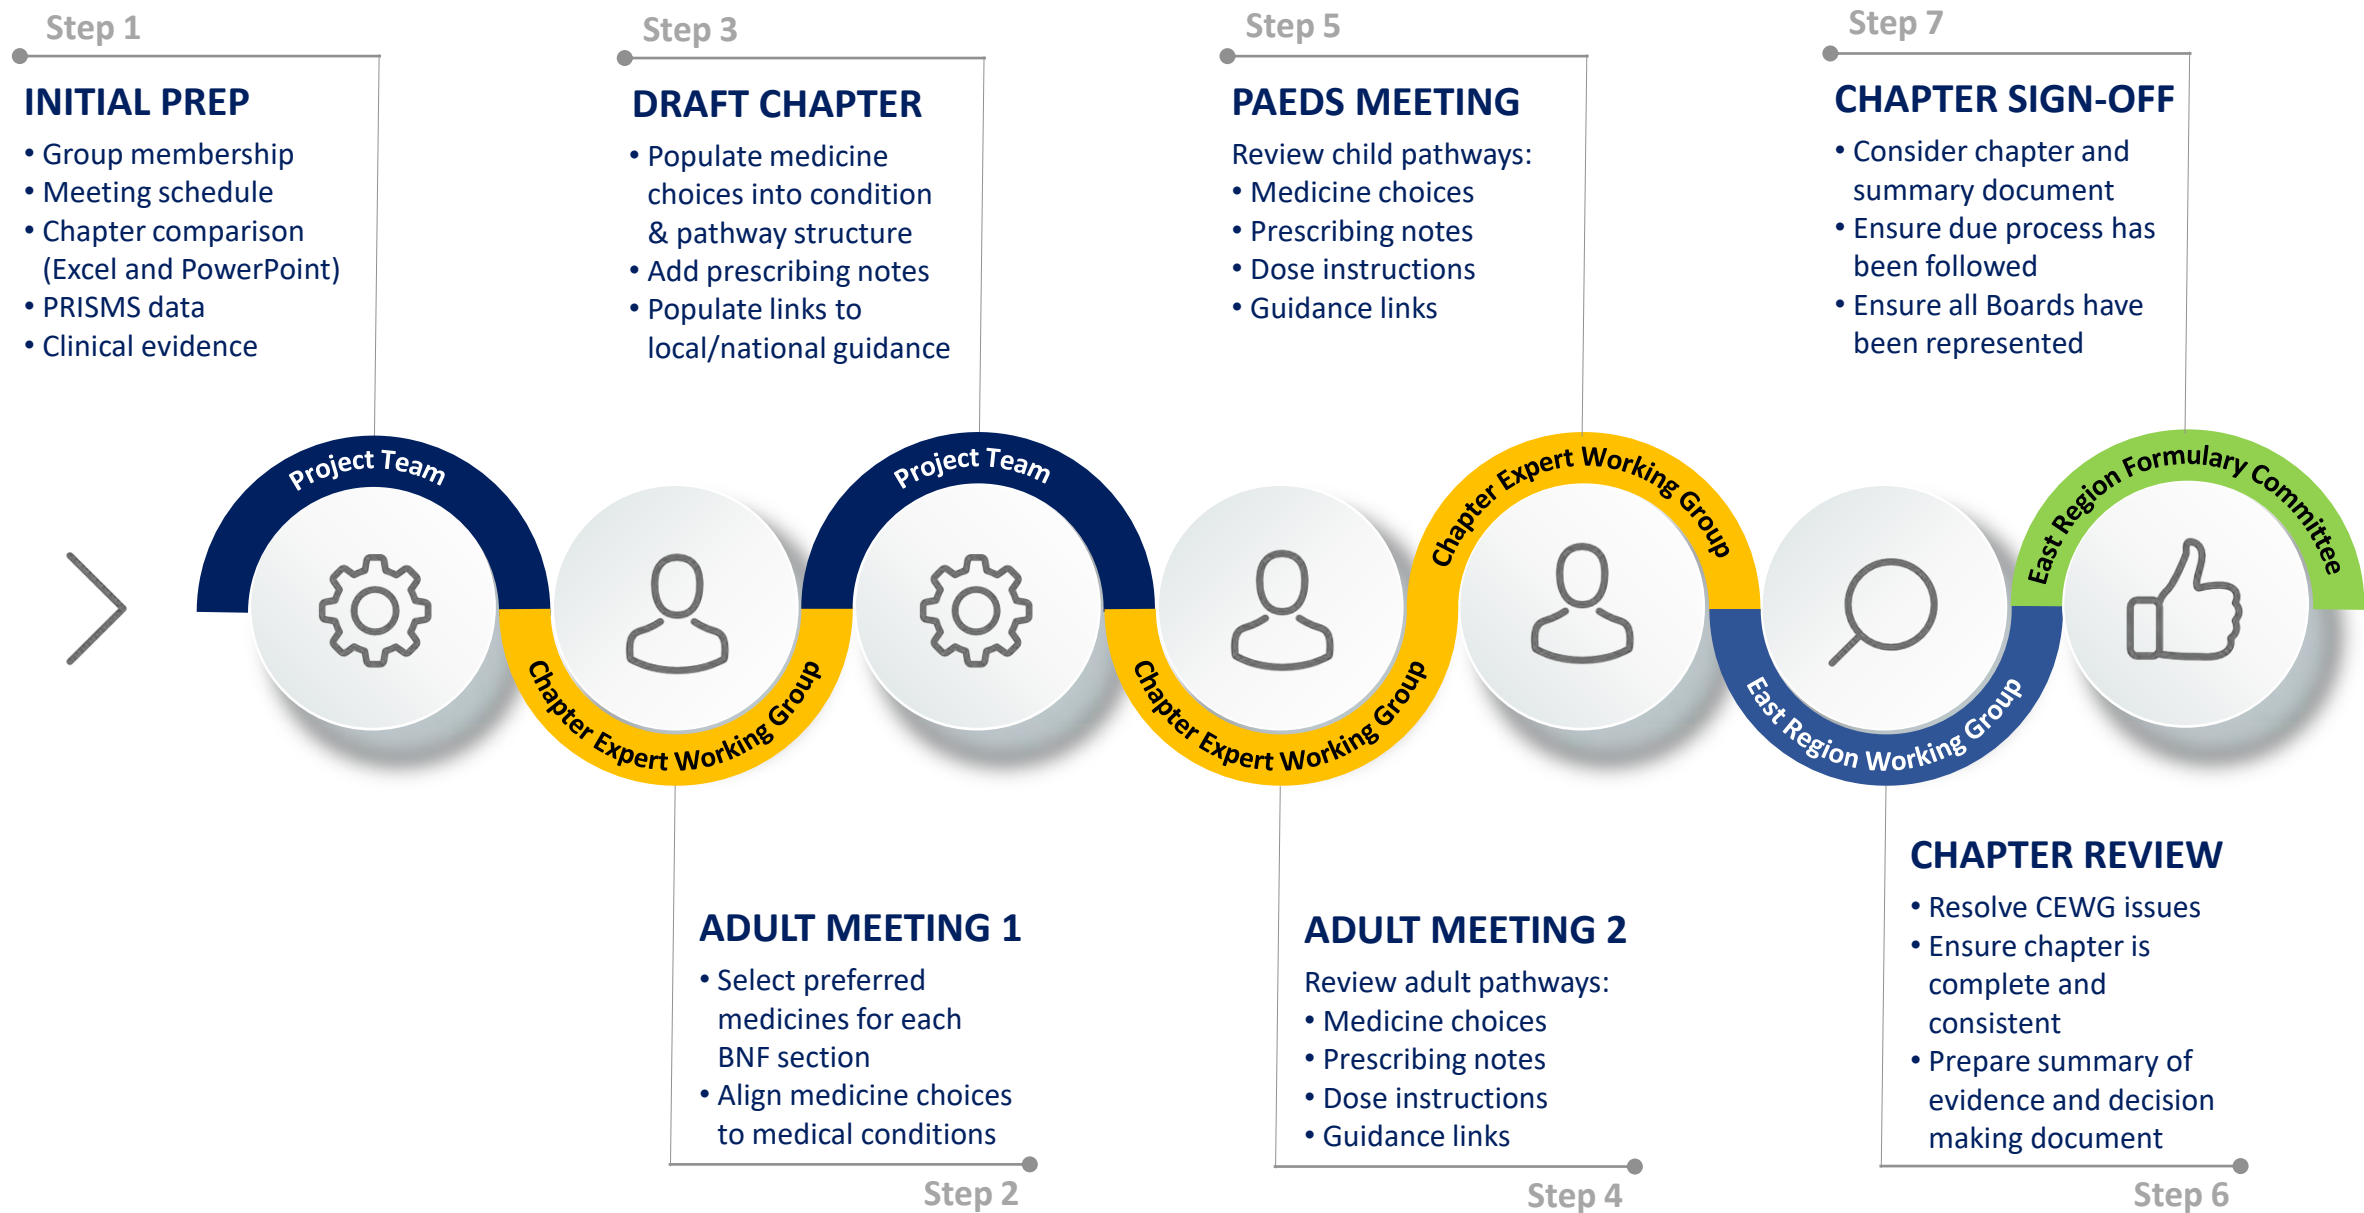 Step 1
INITIAL PREP
• Group membership
• Meeting schedule
• Chapter comparison
(Excel and PowerPoint)
• PRISMS data
• Clinical evidence
Step 3
DRAFT CHAPTER
• Populate medicine
choices into condition
& pathway structure
• Add prescribing notes
• Populate links to
local/national guidance
Step 5
PAEDS MEETING
Review child pathways:
• Medicine choices
• Prescribing notes
• Dose instructions
• Guidance links
Step 7
CHAPTER SIGN-OFF
• Consider chapter and
summary document
• Ensure due process has
been followed
• Ensure all Boards have
been represented
Project Team
Chapter Expert Working Group
Project Team
Chapter Expert Working Group
Chapter Expert Working Group
East Region Working Group
East Region Formulary Committee
ADULT MEETING 1
• Select preferred
medicines for each
BNF section
• Align medicine choices
to medical conditions
Step 2
ADULT MEETING 2
Review adult pathways:
• Medicine choices
• Prescribing notes
• Dose instructions
• Guidance links
Step 4
CHAPTER REVIEW
• Resolve CEWG issues
• Ensure chapter is
complete and
consistent
• Prepare summary of
evidence and decision
making document
Step 6